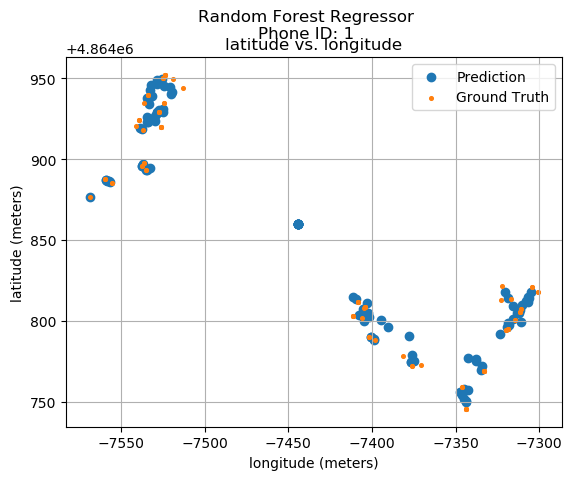 Random Forest Regressor
Phone ID: 1
latitude vs. longitude
+4.864e6
Prediction
Ground Truth
950
900
850
800
750
latitude (meters)
−7550
−7500
−7450
−7400
−7350
−7300
longitude (meters)